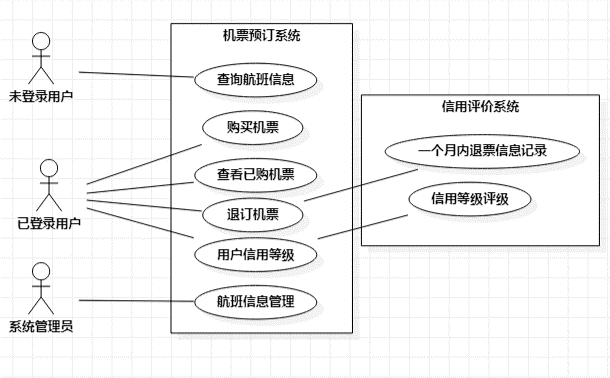 机票预订系统
未登录用户
查询航班信息
信用评价系统
购买机票
一个月内退票信息记录
查看已购机票
已登录用户
退订机票
信用等级评级
用户信用等级
系统管理员
航班信息管理